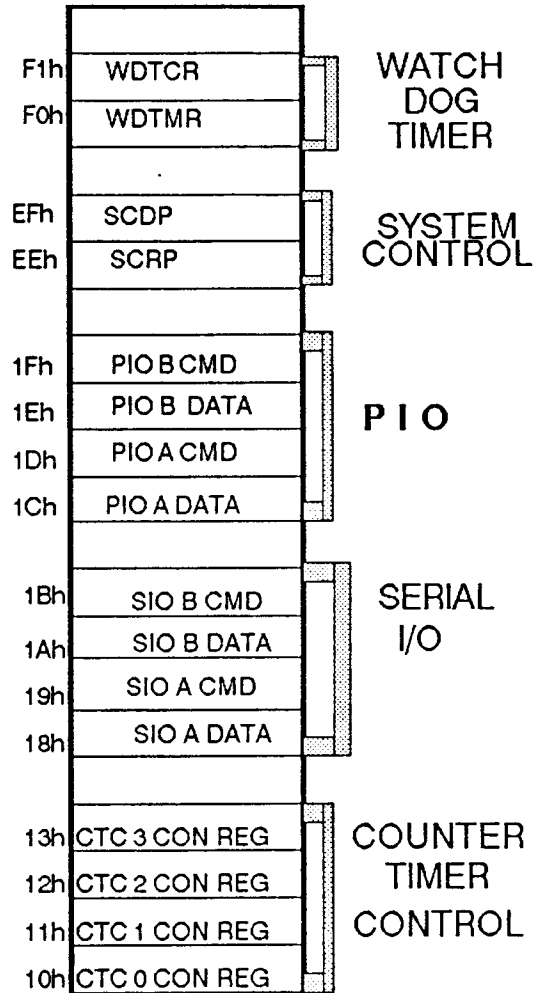 F1h WDTCR
F0h WDTMR
WATCH
DOG
TIMER
EFh SCDP
EEh SCRP
SYSTEM
CONTROL
1Fh PIO B CMD
1Eh PIO B DATA
1Dh PIO A CMD
1Ch PIO A DATA
PIO
1Bh SIO B CMD
1Ah SIO B DATA
19h SIO A CMD
18h SIO A DATA
SERIAL
I/O
13h CTC 3 CON REG
12h CTC 2 CON REG
11h CTC 1 CON REG
10h CTC 0 CON REG
COUNTER
TIMER
CONTROL